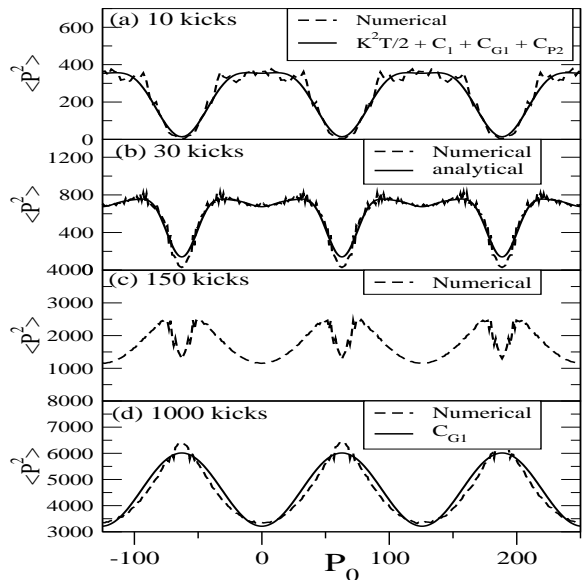 (a) 10 kicks
Numerical
K²T/2 + C₁ + C_G1 + C_P2
<P²>
600
400
200
0
(b) 30 kicks
Numerical
analytical
<P²>
1200
800
400
4000
(c) 150 kicks
Numerical
<P²>
3000
2000
1000
8000
(d) 1000 kicks
Numerical
C_G1
<P²>
7000
6000
5000
4000
3000
-100 0 100 200
P₀